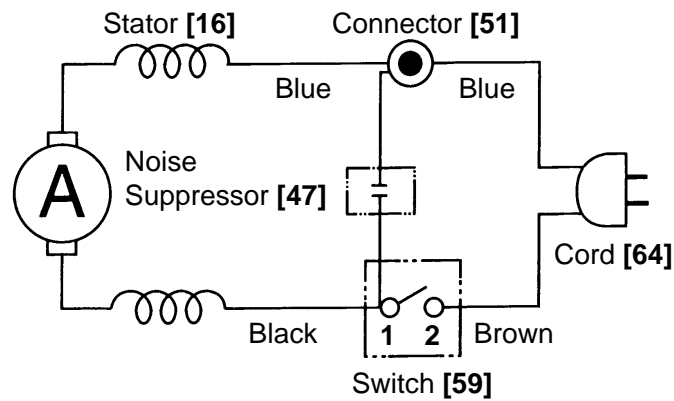 Stator [16]
Connector [51]
Blue
Blue
A
Noise
Suppressor [47]
Cord [64]
Black
1
2
Brown
Switch [59]